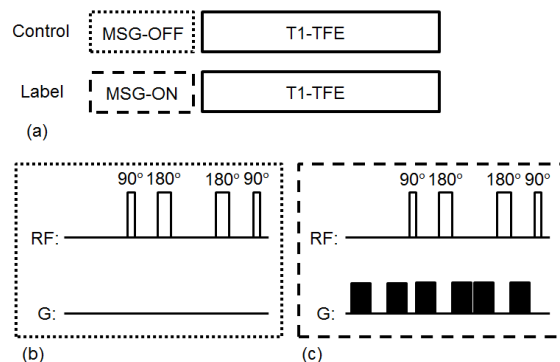 Control MSG-OFF T1-TFE
Label MSG-ON T1-TFE
(a)
90° 180° 180° 90°
RF:
G:
(b)
90° 180° 180° 90°
RF:
G:
(c)